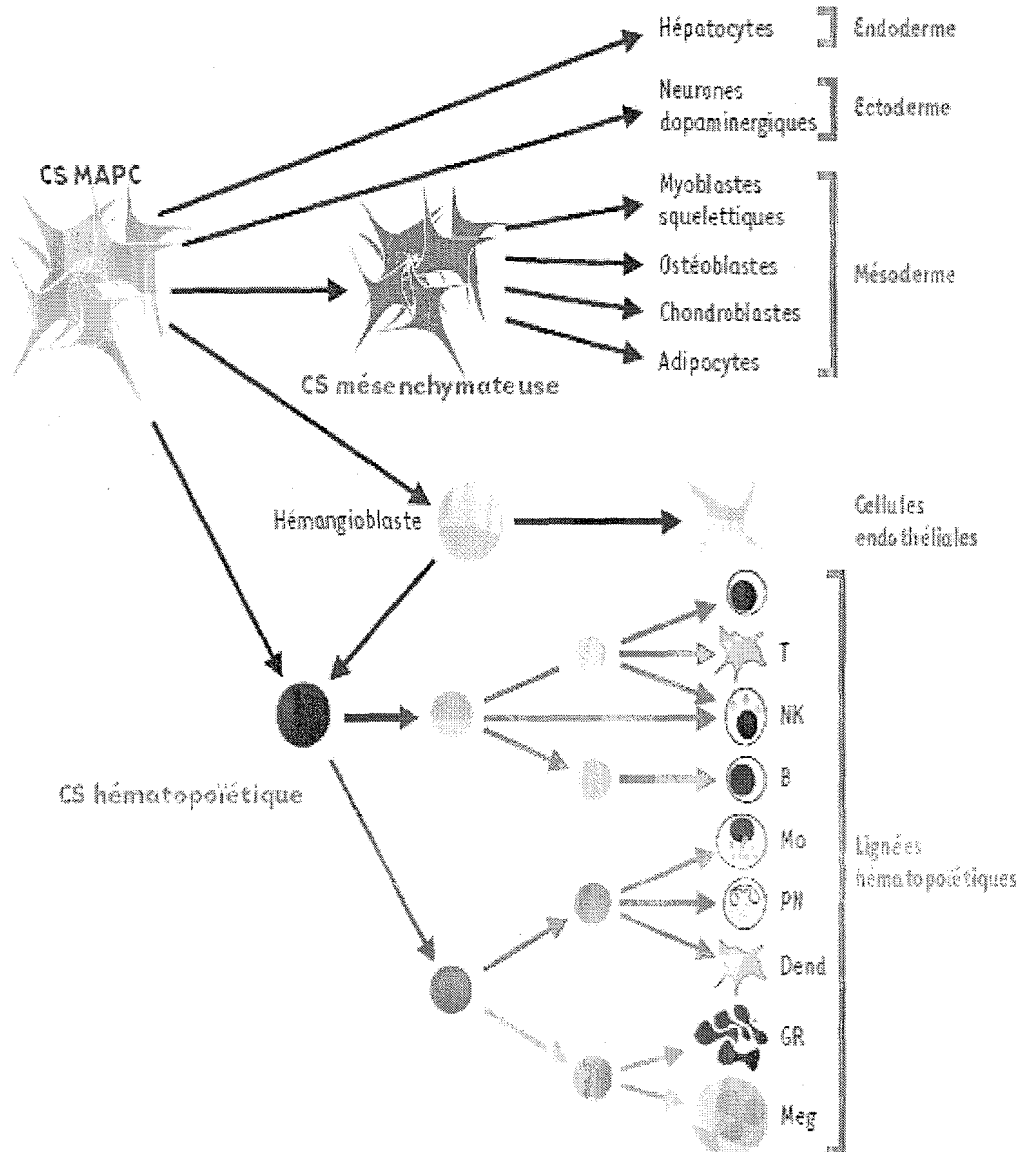 Hépatocytes
Endoderme
Neurones
dopaminergiques
Ectoderme
CS MAPC
Myoblastes
squelettiques
Ostéoblastes
Chondroblastes
Adipocytes
Mésoderme
CS mésenchymateuse
Hémangioblaste
Cellules
endothéliales
T
NK
B
CS hématopoïétique
Mo
PN
Dend
GR
Meg
Lignées
hématopoïétiques